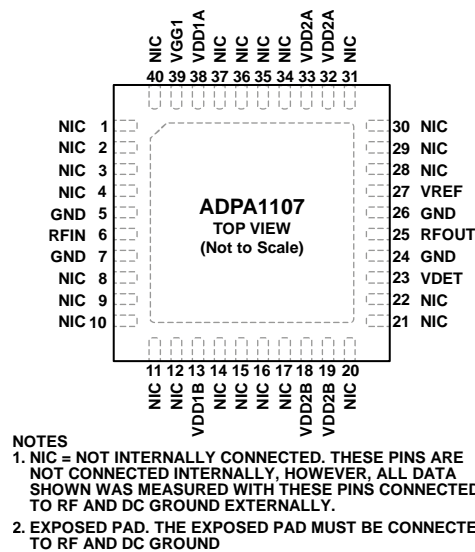 NIC VGG1 VDD1A NIC NIC NIC NIC VDD2A VDD2A NIC
40 39 38 37 36 35 34 33 32 31
NIC 1 30 NIC
NIC 2 29 NIC
NIC 3 28 NIC
NIC 4 27 VREF
GND 5 26 GND
RFIN 6 25 RFOUT
GND 7 24 GND
NIC 8 23 VDET
NIC 9 22 NIC
NIC 10 21 NIC
ADPA1107
TOP VIEW
(Not to Scale)
11 12 13 14 15 16 17 18 19 20
NIC NIC VDD1B NIC NIC NIC NIC VDD2B VDD2B NIC
NOTES
1. NIC = NOT INTERNALLY CONNECTED. THESE PINS ARE
NOT CONNECTED INTERNALLY, HOWEVER, ALL DATA
SHOWN WAS MEASURED WITH THESE PINS CONNECTED
TO RF AND DC GROUND EXTERNALLY.
2. EXPOSED PAD. THE EXPOSED PAD MUST BE CONNECTE
TO RF AND DC GROUND